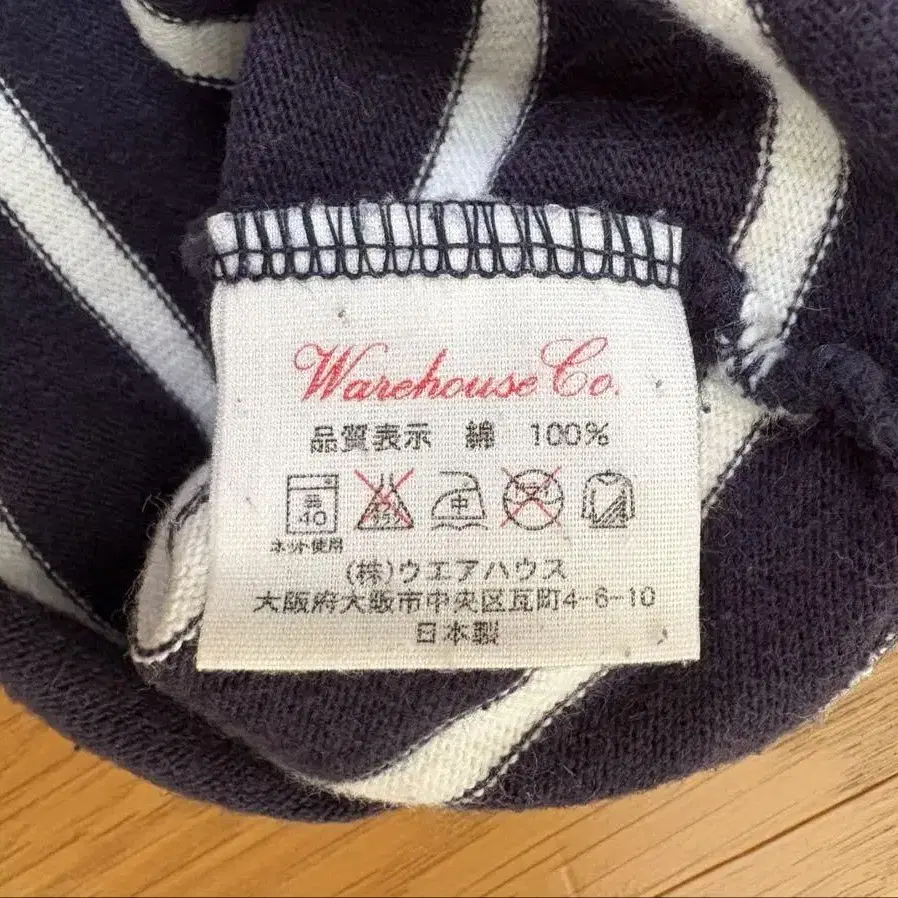 Warehouse Co.
品質表示 綿 100%
40 中
ネット使用
(株)ウエアハウス
大阪府大阪市中央区瓦町4-6-10
日本製